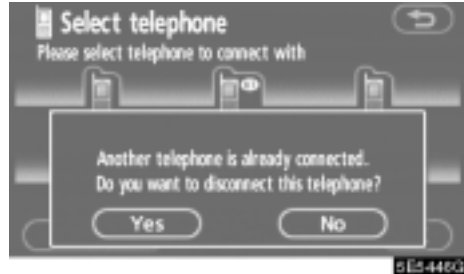 Select telephone
Please select telephone to connect with
Another telephone is already connected.
Do you want to disconnect this telephone?
Yes No